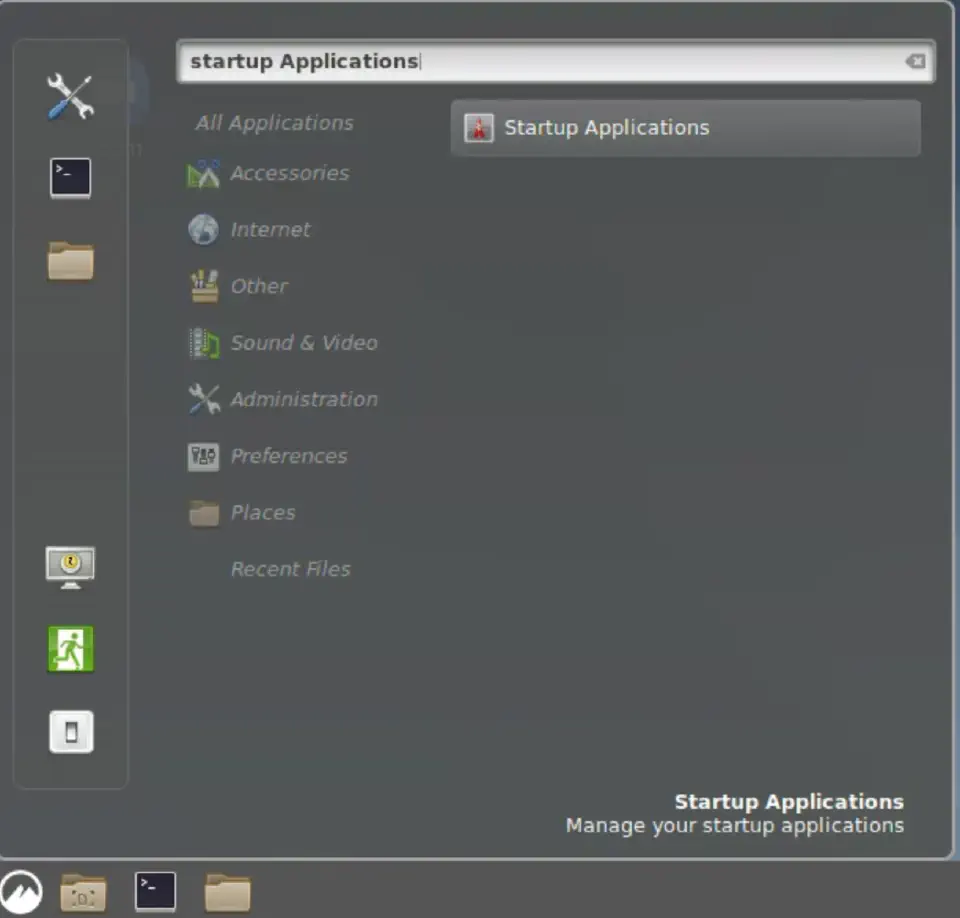 startup Applications
All Applications
Startup Applications
Accessories
Internet
Other
Sound & Video
Administration
Preferences
Places
Recent Files
Startup Applications
Manage your startup applications